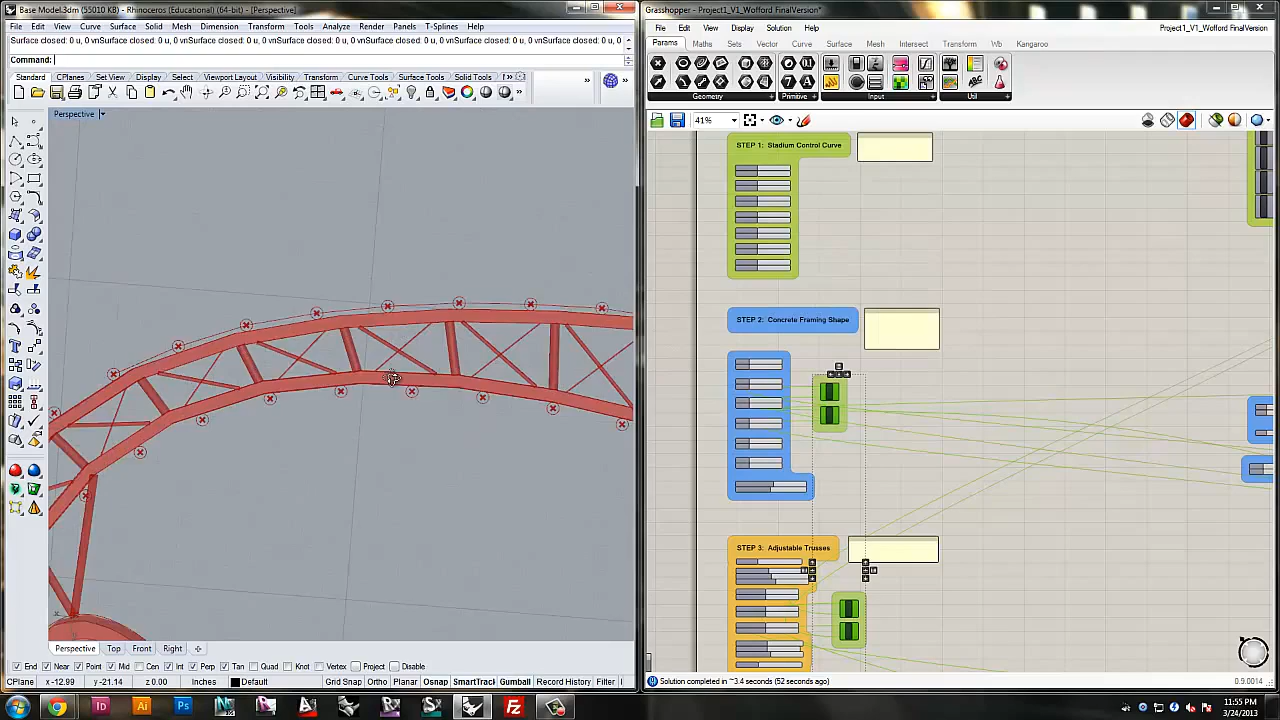 Base Model.3dm (55010 KB) - Rhinoceros (Educational) (64-bit) - [Perspective]
Grasshopper - Project1_V1_Wofford FinalVersion*
File Edit View Curve Surface Solid Mesh Dimension Transform Tools Analyze Render Panels T-Splines Help
File Edit View Display Solution Help
Project1_V1_Wofford FinalVersion*
Surface closed: 0 u, 0 vnSurface closed: 0 u, 0 vnSurface closed: 0 u, 0 vnSurface closed: 0 u, 0 vnSurface closed: 0 u, 0 vnSurface closed: 0 u, 0
Params Maths Sets Vector Curve Surface Mesh Intersect Transform Wb Kangaroo
Command:
Standard CPlanes Set View Display Select Viewport Layout Visibility Transform Curve Tools Surface Tools Solid Tools
Geometry Primitive Input Util
Perspective
41%
STEP 1: Stadium Control Curve
STEP 2: Concrete Framing Shape
STEP 3: Adjustable Trusses
Perspective Top Front Right
End Near Point Mid Cen Int Perp Tan Quad Knot Vertex Project Disable
CPlane x -12.99 y -21.14 z 0.00 Inches Default Grid Snap Ortho Planar Osnap SmartTrack Gumball Record History Filter
Solution completed in ~3.4 seconds (52 seconds ago)
0.9.0014
11:55 PM
3/24/2013